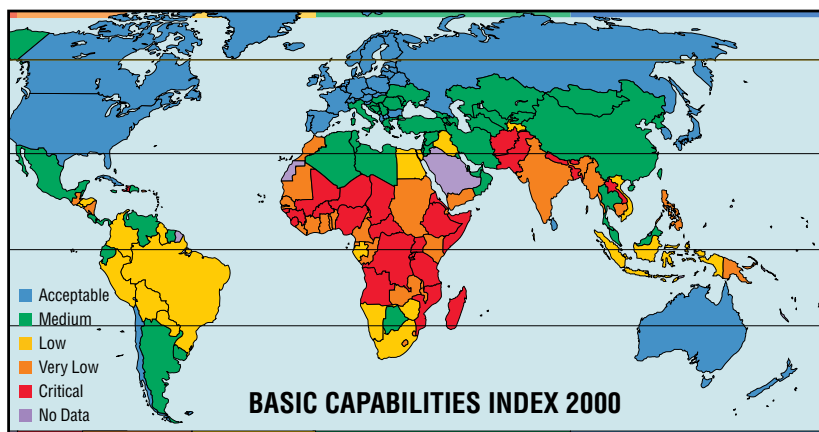 Acceptable
Medium
Low
Very Low
Critical
No Data
BASIC CAPABILITIES INDEX 2000